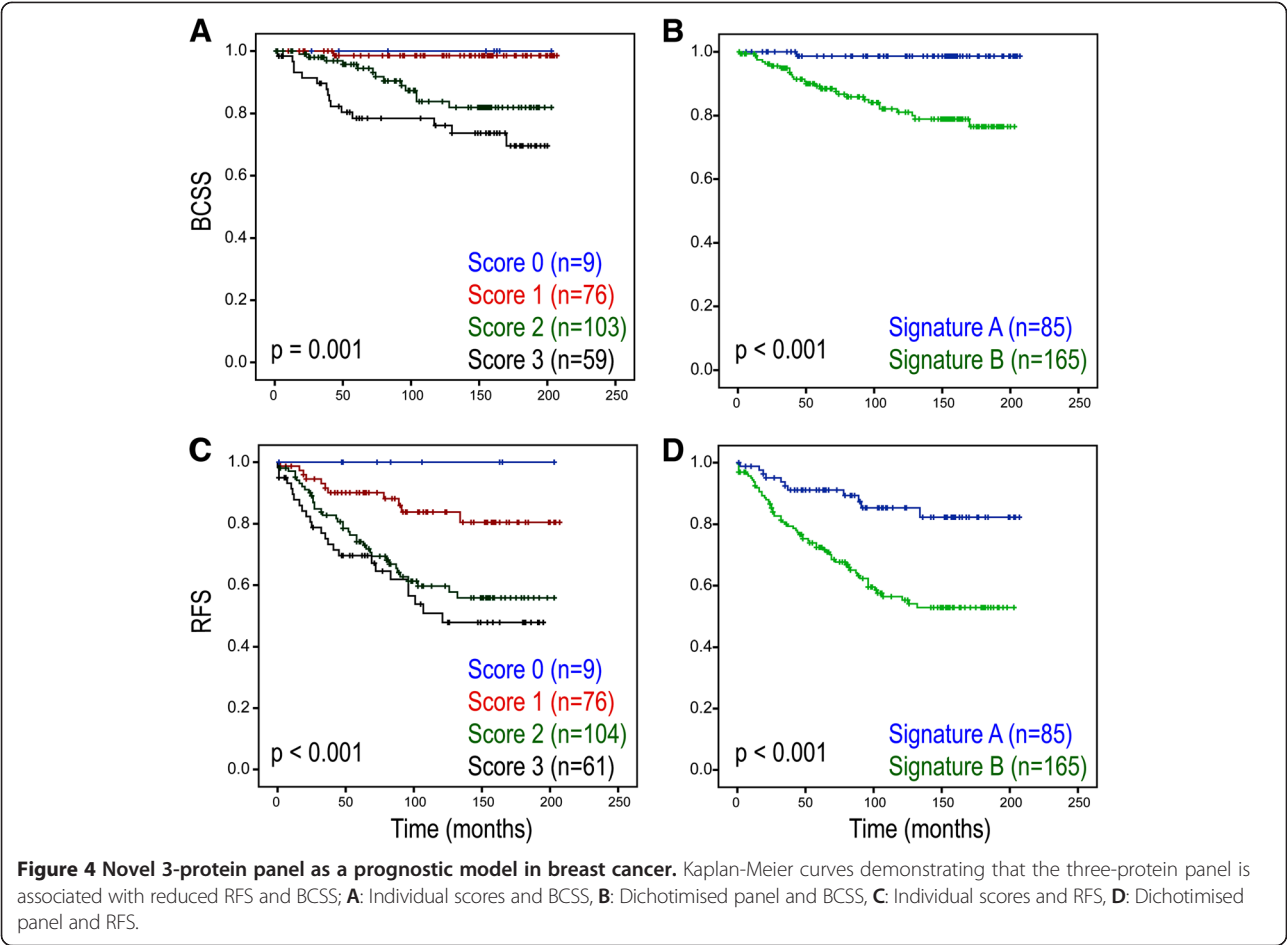 A
B
1.0
0.8
0.6
0.4
0.2
0.0
BCSS
Score 0 (n=9)
Score 1 (n=76)
Score 2 (n=103)
Score 3 (n=59)
p = 0.001
0 50 100 150 200 250
1.0
0.8
0.6
0.4
0.2
0.0
Signature A (n=85)
Signature B (n=165)
p < 0.001
0 50 100 150 200 250
C
D
1.0
0.8
0.6
0.4
0.2
0.0
RFS
Score 0 (n=9)
Score 1 (n=76)
Score 2 (n=104)
Score 3 (n=61)
p < 0.001
0 50 100 150 200 250
Time (months)
1.0
0.8
0.6
0.4
0.2
0.0
Signature A (n=85)
Signature B (n=165)
p < 0.001
0 50 100 150 200 250
Time (months)
Figure 4 Novel 3-protein panel as a prognostic model in breast cancer. Kaplan-Meier curves demonstrating that the three-protein panel is
associated with reduced RFS and BCSS; A: Individual scores and BCSS, B: Dichotimised panel and BCSS, C: Individual scores and RFS, D: Dichotimised
panel and RFS.